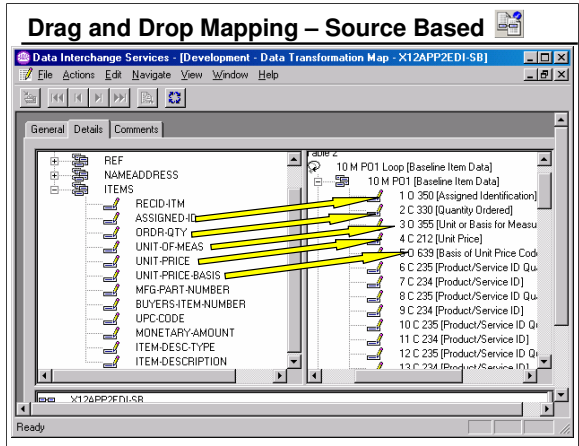 Drag and Drop Mapping – Source Based
Data Interchange Services - [Development - Data Transformation Map - X12APP2EDI-SB]
File Actions Edit Navigate View Window Help
General Details Comments
REF
NAMEADDRESS
ITEMS
RECID-ITM
ASSIGNED-ID
ORDR-QTY
UNIT-OF-MEAS
UNIT-PRICE
UNIT-PRICE-BASIS
MFG-PART-NUMBER
BUYERS-ITEM-NUMBER
UPC-CODE
MONETARY-AMOUNT
ITEM-DESC-TYPE
ITEM-DESCRIPTION
Table 2
10 M PO1 Loop [Baseline Item Data]
10 M PO1 [Baseline Item Data]
1 O 350 [Assigned Identification]
2 C 330 [Quantity Ordered]
3 O 355 [Unit or Basis for Measu
4 C 212 [Unit Price]
5 O 639 [Basis of Unit Price Code
6 C 235 [Product/Service ID Qu
7 C 234 [Product/Service ID]
8 C 235 [Product/Service ID Qu
9 C 234 [Product/Service ID]
10 C 235 [Product/Service ID Q
11 C 234 [Product/Service ID]
12 C 235 [Product/Service ID Q
13 C 234 [Product/Service ID]
X12APP2EDI-SB
Ready